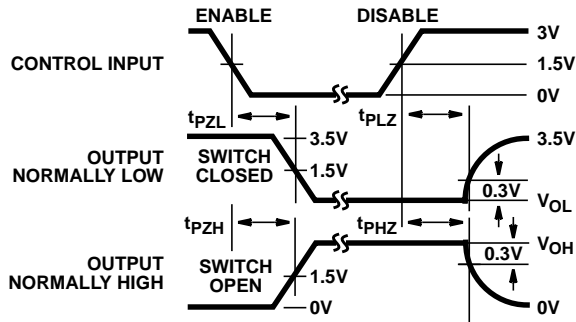 ENABLE DISABLE
3V
CONTROL INPUT
1.5V
0V
tPZL tPLZ
3.5V 3.5V
OUTPUT
NORMALLY LOW
SWITCH
CLOSED
1.5V
0.3V
VOL
tPZH tPHZ
VOH
0.3V
OUTPUT
NORMALLY HIGH
SWITCH
OPEN
1.5V
0V 0V